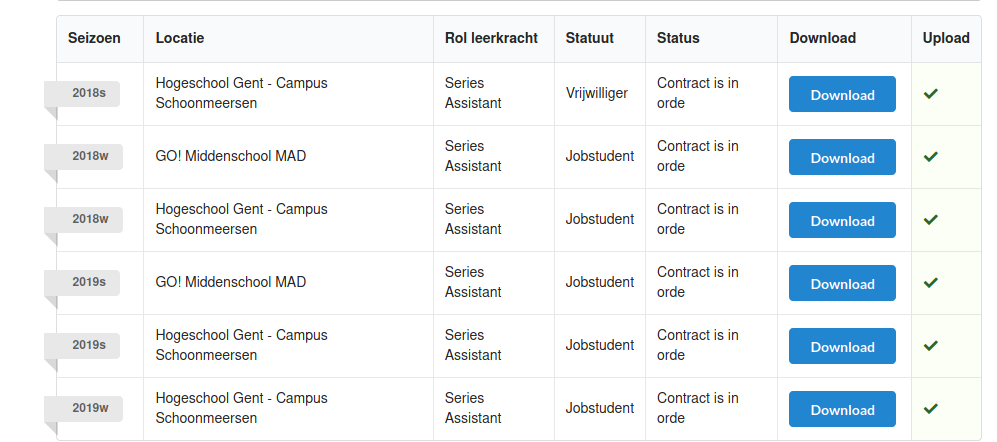 Seizoen Locatie Rol leerkracht Statuut Status Download Upload
2018s Hogeschool Gent - Campus Series Vrijwilliger Contract is in Download
Schoonmeersen Assistant orde
2018w GO! Middenschool MAD Series Jobstudent Contract is in Download
Assistant orde
2018w Hogeschool Gent - Campus Series Jobstudent Contract is in Download
Schoonmeersen Assistant orde
2019s GO! Middenschool MAD Series Jobstudent Contract is in Download
Assistant orde
2019s Hogeschool Gent - Campus Series Jobstudent Contract is in Download
Schoonmeersen Assistant orde
2019w Hogeschool Gent - Campus Series Jobstudent Contract is in Download
Schoonmeersen Assistant orde